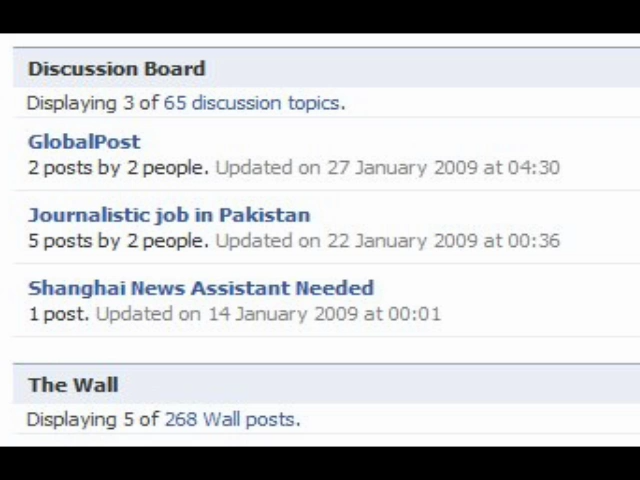 Discussion Board
Displaying 3 of 65 discussion topics.
GlobalPost
2 posts by 2 people. Updated on 27 January 2009 at 04:30
Journalistic job in Pakistan
5 posts by 2 people. Updated on 22 January 2009 at 00:36
Shanghai News Assistant Needed
1 post. Updated on 14 January 2009 at 00:01
The Wall
Displaying 5 of 268 Wall posts.